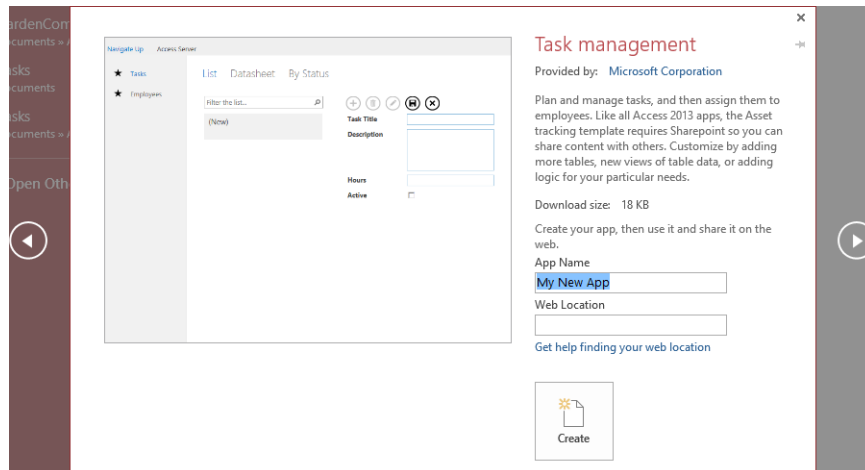 ardenCom
ocuments » A
asks
ocuments
asks
ocuments » A
Open Oth
Navigate Up Access Server
Tasks
Employees
List Datasheet By Status
Filter the list...
(New)
Task Title
Description
Hours
Active
Task management
Provided by: Microsoft Corporation
Plan and manage tasks, and then assign them to
employees. Like all Access 2013 apps, the Asset
tracking template requires Sharepoint so you can
share content with others. Customize by adding
more tables, new views of table data, or adding
logic for your particular needs.
Download size: 18 KB
Create your app, then use it and share it on the
web.
App Name
My New App
Web Location
Get help finding your web location
Create